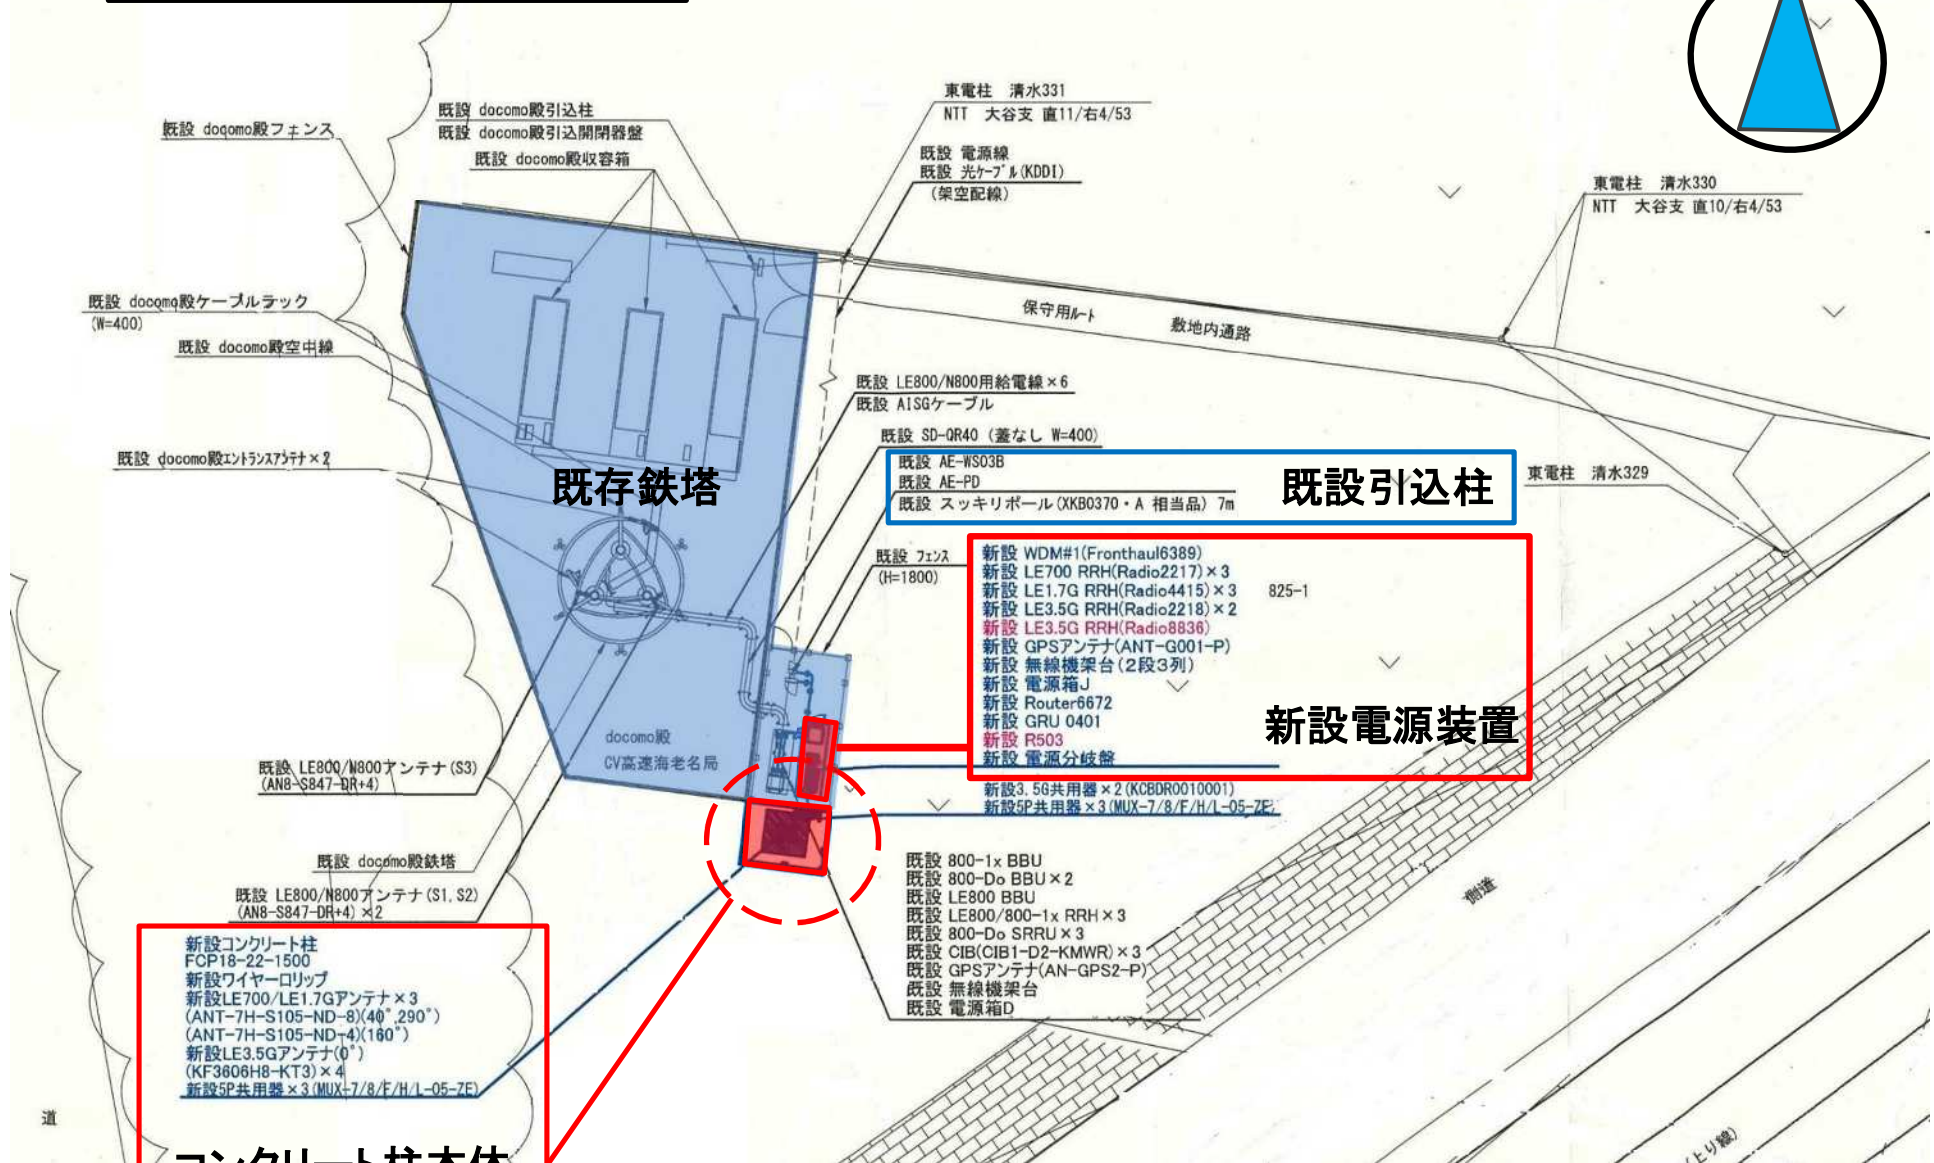 東電柱 清水331
NTT 大谷支 直11/右4/53
既設 docomo殿引込柱
既設 docomo殿引込開閉器盤
既設 docomo殿収容箱
既設 docomo殿フェンス
既設 電源線
既設 光ケーブル(KDDI)
(架空配線)
東電柱 清水330
NTT 大谷支 直10/右4/53
既設 docomo殿ケーブルラック
(W=400)
既設 docomo殿空中線
保守用ルート
敷地内通路
既設 LE800/N800用給電線×6
既設 AISGケーブル
既設 SD-QR40 (蓋なし W=400)
既設 docomo殿エントランスアンテナ×2
既存鉄塔
既設 AE-WS03B
既設 AE-PD
既設 スッキリポール(XKB0370・A 相当品) 7m
既設引込柱
東電柱 清水329
既設 フェンス
(H=1800)
新設 WDM#1(Fronthaul6389)
新設 LE700 RRH(Radio2217)×3
新設 LE1.7G RRH(Radio4415)×3
新設 LE3.5G RRH(Radio2218)×2
新設 LE3.5G RRH(Radio8836)
新設 GPSアンテナ(ANT-G001-P)
新設 無線機架台(2段3列)
新設 電源箱J
新設 Router6672
新設 GRU 0401
新設 R503
新設 電源分岐盤
825-1
新設電源装置
新設3.5G共用器×2(KCBDR0010001)
新設5P共用器×3(MUX-7/8/F/H/L-05-ZE)
docomo殿
CV高速海老名局
既設 LE800/N800アンテナ(S3)
(AN8-S847-DR+4)
既設 docomo殿鉄塔
既設 LE800/N800アンテナ(S1.S2)
(AN8-S847-DR+4)×2
既設 800-1x BBU
既設 800-Do BBU×2
既設 LE800 BBU
既設 LE800/800-1x RRH×3
既設 800-Do SRRU×3
既設 CIB(CIB1-D2-KMWR)×3
既設 GPSアンテナ(AN-GPS2-P)
既設 無線機架台
既設 電源箱D
側道
新設コンクリート柱
FCP18-22-1500
新設ワイヤーロリップ
新設LE700/LE1.7Gアンテナ×3
(ANT-7H-S105-ND-8)(40°,290°)
(ANT-7H-S105-ND-4)(160°)
新設LE3.5Gアンテナ(0°)
(KF3606H8-KT3)×4
新設5P共用器×3(MUX-7/8/F/H/L-05-ZE)
道
コンクリート柱本体